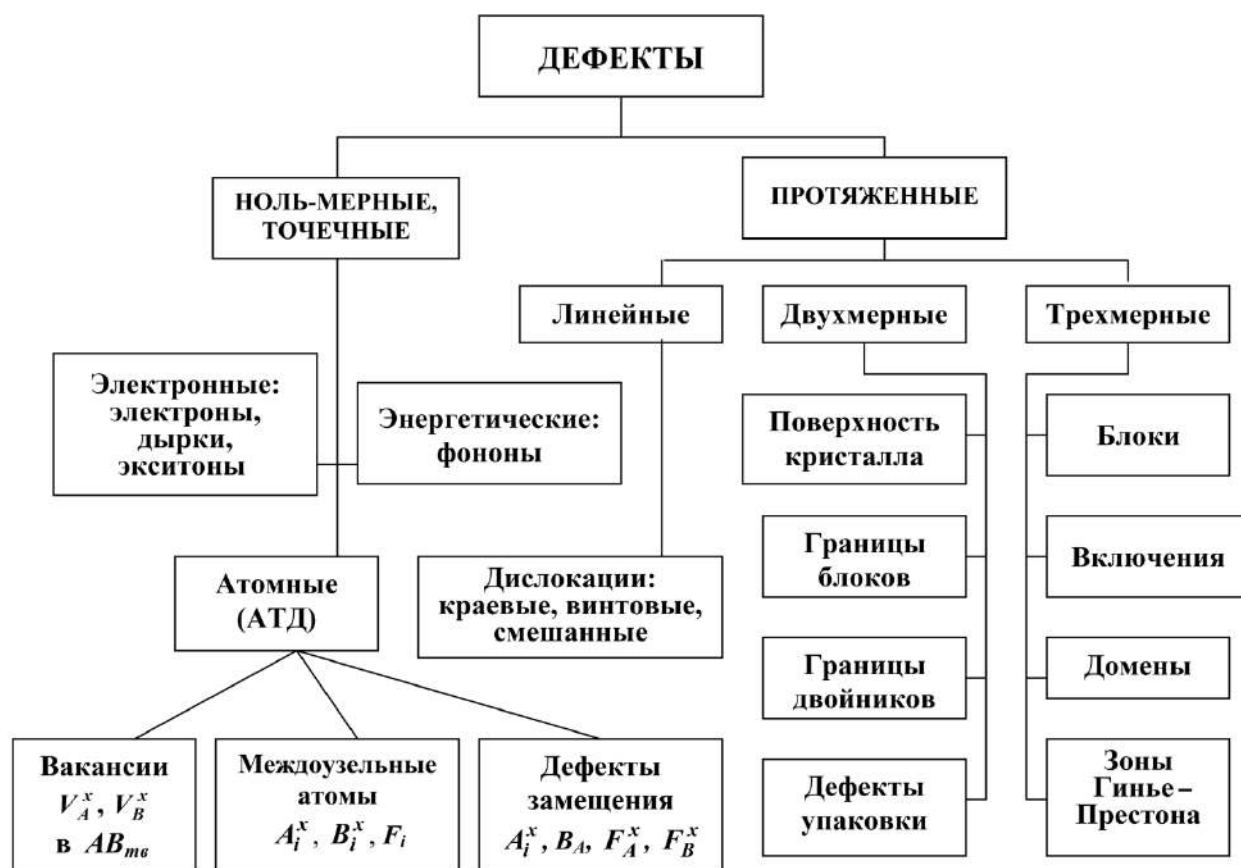 ДЕФЕКТЫ
НОЛЬ-МЕРНЫЕ,
ТОЧЕЧНЫЕ
ПРОТЯЖЕННЫЕ
Линейные
Двухмерные
Трехмерные
Электронные:
электроны,
дырки,
экситоны
Энергетические:
фононы
Поверхность
кристалла
Блоки
Атомные
(АТД)
Дислокации:
краевые, винтовые,
смешанные
Границы
блоков
Включения
Границы
двойников
Домены
Вакансии
V_A^x, V_B^x
в AB_тв
Междоузельные
атомы
A_i^x, B_i^x, F_i
Дефекты
замещения
A_i^x, B_A, F_A^x, F_B^x
Дефекты
упаковки
Зоны
Гинье–
Престона